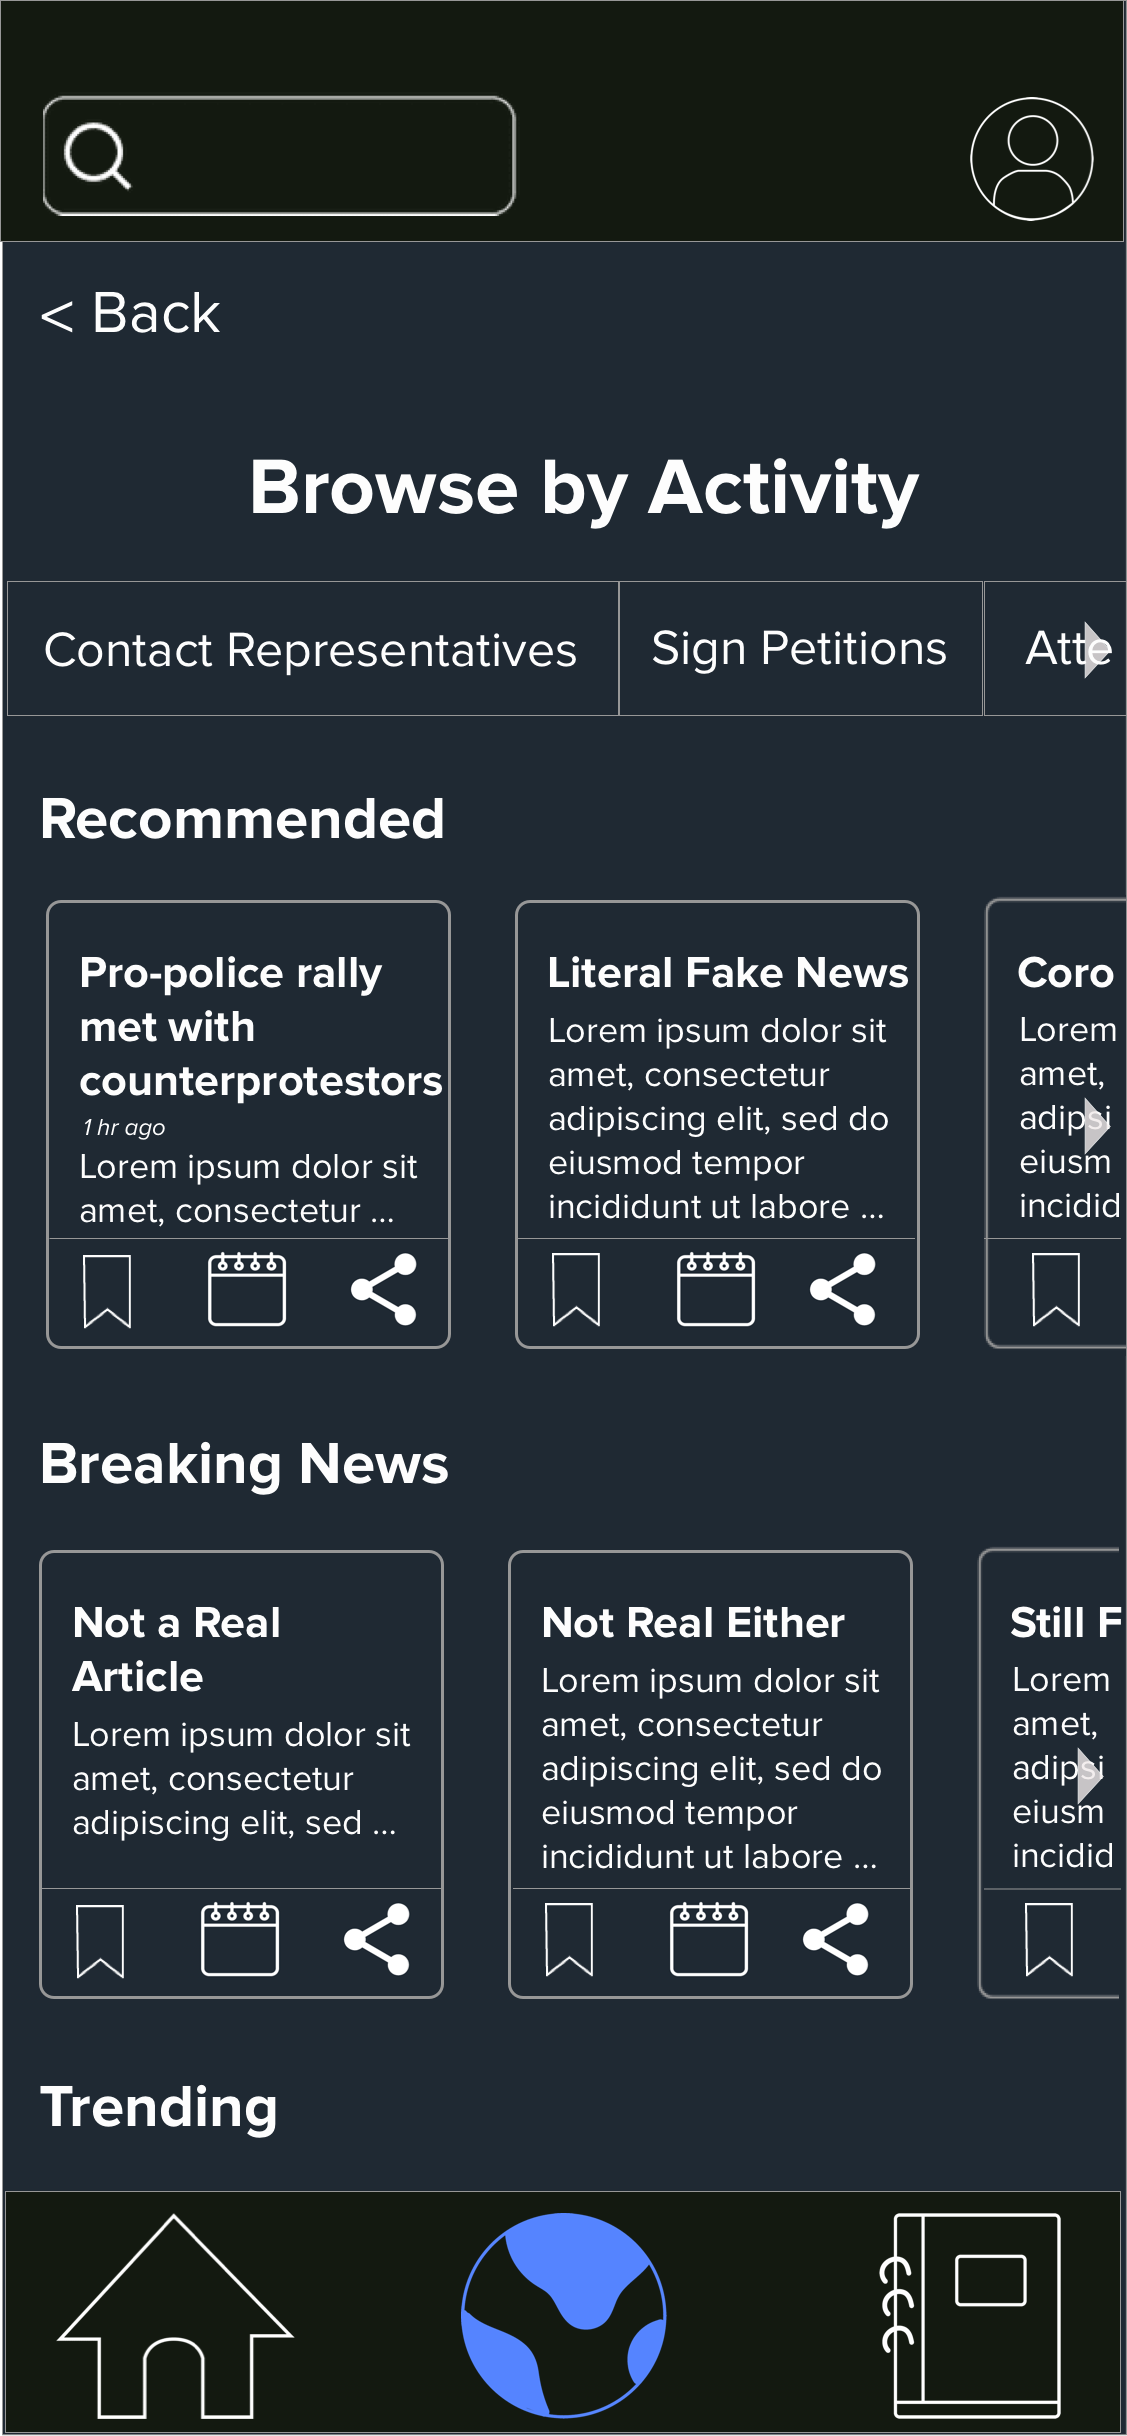 < Back
Browse by Activity
Contact Representatives
Sign Petitions
Atte
Recommended
Pro-police rally
met with
counterprotestors
1 hr ago
Lorem ipsum dolor sit
amet, consectetur ...
Literal Fake News
Lorem ipsum dolor sit
amet, consectetur
adipiscing elit, sed do
eiusmod tempor
incididunt ut labore ...
Coro
Lorem
amet,
adipsi
eiusm
incidid
Breaking News
Not a Real
Article
Lorem ipsum dolor sit
amet, consectetur
adipiscing elit, sed ...
Not Real Either
Lorem ipsum dolor sit
amet, consectetur
adipiscing elit, sed do
eiusmod tempor
incididunt ut labore ...
Still F
Lorem
amet,
adipsi
eiusm
incidid
Trending